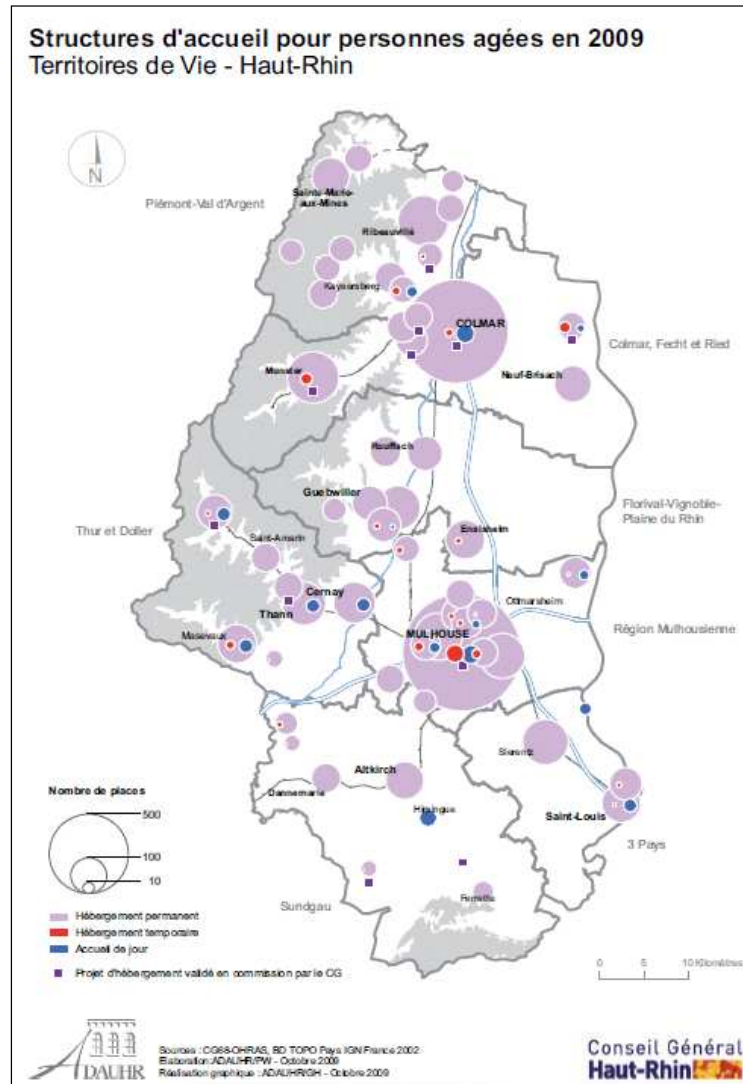 Structures d'accueil pour personnes agées en 2009
Territoires de Vie - Haut-Rhin
N
Piémont-Val d'Argent
Sainte-Marie-
aux-Mines
Ribeauvillé
Kaysersberg
COLMAR
Colmar, Fecht et Ried
Munster
Neuf-Brisach
Rouffach
Guebwiller
Florival-Vignoble-
Plaine du Rhin
Thur et Doller
Saint-Amarin
Ensisheim
Cernay
Thann
Ottmarsheim
Région Mulhousienne
MULHOUSE
Masevaux
Sierentz
Altkirch
Dannemarie
Hirsingue
Saint-Louis
3 Pays
Sundgau
Ferrette
Nombre de places
500
100
10
Hébergement permanent
Hébergement temporaire
Accueil de jour
Projet d'hébergement validé en commission par le CG
0 5 10 Kilomètres
ADAUHR
Sources : CG68-OHRAS, BD TOPO Pays IGN France 2002
Elaboration: ADAUHR/PW - Octobre 2009
Réalisation graphique : ADAUHR/GH - Octobre 2009
Conseil Général
Haut-Rhin